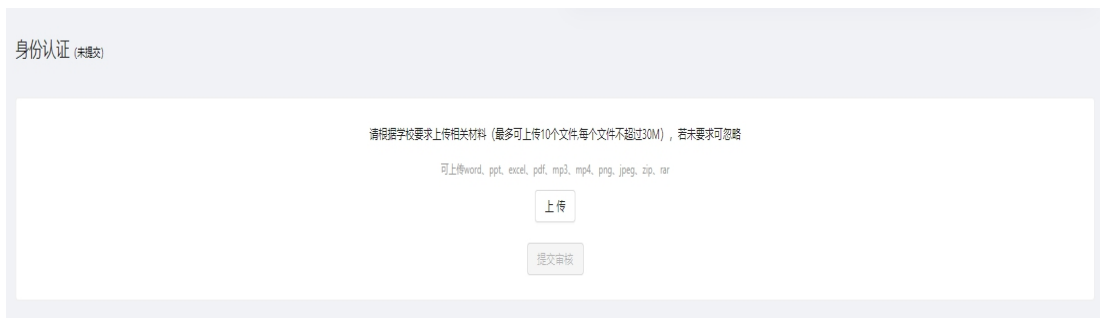 身份认证 (未提交)
请根据学校要求上传相关材料（最多可上传10个文件,每个文件不超过30M），若未要求可忽略
可上传word、ppt、excel、pdf、mp3、mp4、png、jpeg、zip、rar
上 传
提交审核